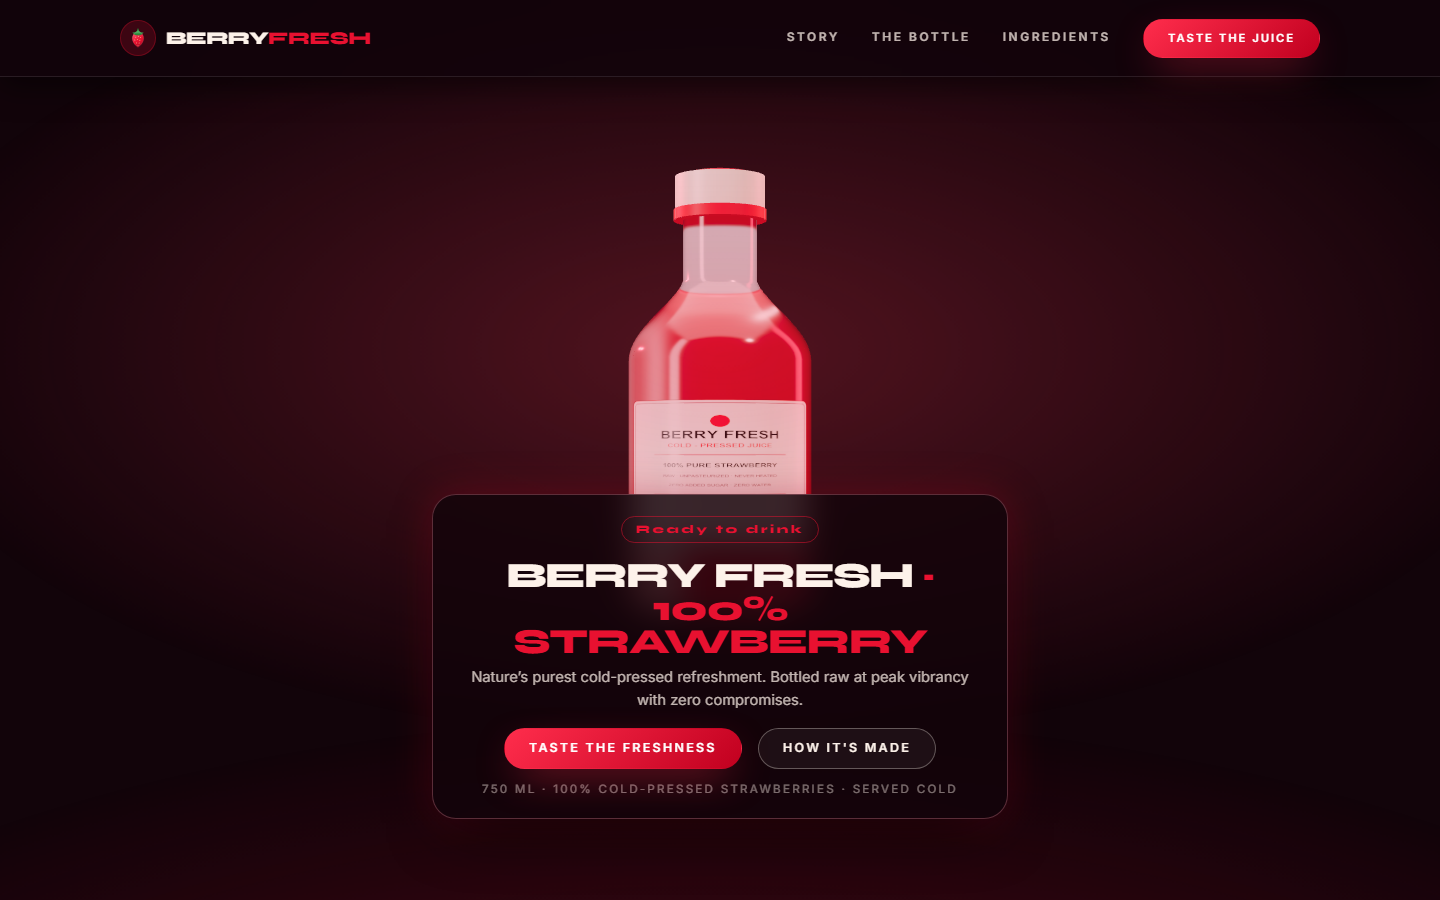 BERRYFRESH
STORY
THE BOTTLE
INGREDIENTS
TASTE THE JUICE
BERRY FRESH
COLD - PRESSED JUICE
100% PURE STRAWBERRY
Ready to drink
BERRY FRESH -
100%
STRAWBERRY
Nature's purest cold-pressed refreshment. Bottled raw at peak vibrancy
with zero compromises.
TASTE THE FRESHNESS
HOW IT'S MADE
750 ML · 100% COLD-PRESSED STRAWBERRIES · SERVED COLD